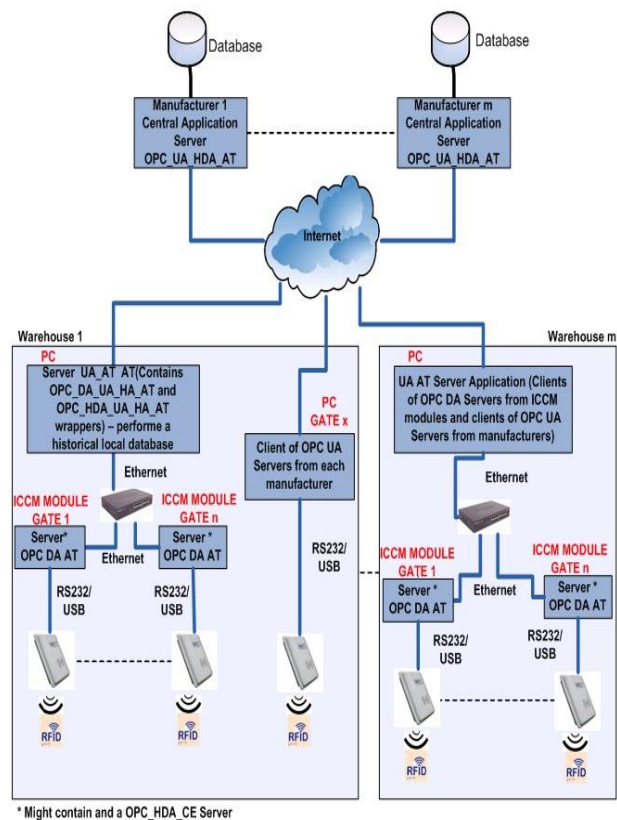 Database
Database
Manufacturer 1
Central Application
Server
OPC_UA_HDA_AT
Manufacturer m
Central Application
Server
OPC_UA_HDA_AT
Internet
Warehouse 1
PC
Server UA_AT AT(Contains
OPC_DA_UA_HA_AT and
OPC_HDA_UA_HA_AT
wrappers) – performe a
historical local database
Ethernet
ICCM MODULE
GATE 1
Server*
OPC DA AT
Ethernet
ICCM MODULE
GATE n
Server *
OPC DA AT
RS232/
USB
RS232/
USB
RFID
RFID
PC
GATE x
Client of OPC UA
Servers from each
manufacturer
RS232/
USB
RFID
Warehouse m
PC
UA AT Server Application (Clients
of OPC DA Servers from ICCM
modules and clients of OPC UA
Servers from manufacturers)
Ethernet
ICCM MODULE
GATE 1
Server *
OPC DA AT
Ethernet
ICCM MODULE
GATE n
Server *
OPC DA AT
RS232/
USB
RS232/
USB
RFID
RFID
* Might contain and a OPC_HDA_CE Server